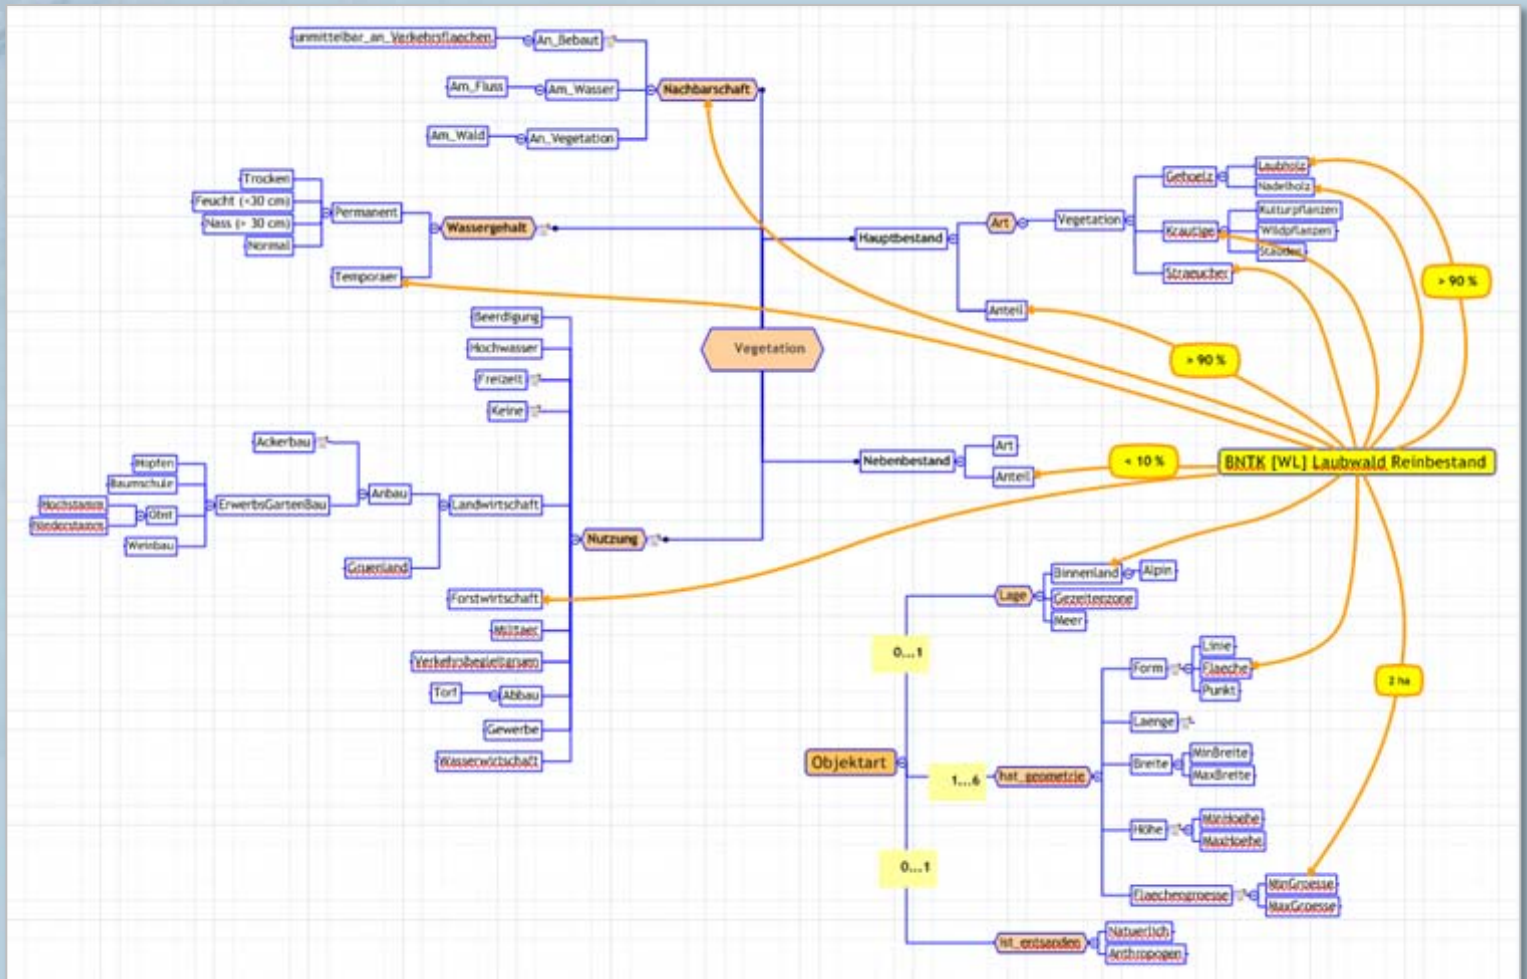 unmittelbar_an_Verkehrsflaechen
An_Bebaut
Am_Fluss
Am_Wasser
Nachbarschaft
Am_Wald
An_Vegetation
Trocken
Feucht (<30 cm)
Nass (> 30 cm)
Normal
Permanent
Temporaer
Wassergehalt
Hauptbestand
Art
Vegetation
Gehoelz
Laubholz
Nadelholz
Krautige
Kulturpflanzen
Wildpflanzen
Stauden
Straeucher
Anteil
> 90 %
> 90 %
Vegetation
Beerdigung
Hochwasser
Freizeit
Keine
Ackerbau
Hopfen
Baumschule
Hochstamm
Niederstamm
Obst
Weinbau
ErwerbsGartenBau
Anbau
Landwirtschaft
Gruenland
Nutzung
Forstwirtschaft
Militaer
Verkehrsbegleitgruen
Torf
Abbau
Gewerbe
Wasserwirtschaft
Nebenbestand
Art
Anteil
< 10 %
BNTK [WL] Laubwald Reinbestand
Lage
Binnenland
Alpin
Gezeitenzone
Meer
0...1
Form
Linie
Flaeche
Punkt
2 ha
Laenge
Objektart
1...6
hat_geometrie
Breite
MinBreite
MaxBreite
Höhe
MinHoehe
MaxHoehe
0...1
Flaechengroesse
MinGroesse
MaxGroesse
ist_entsanden
Natuerlich
Anthropogen